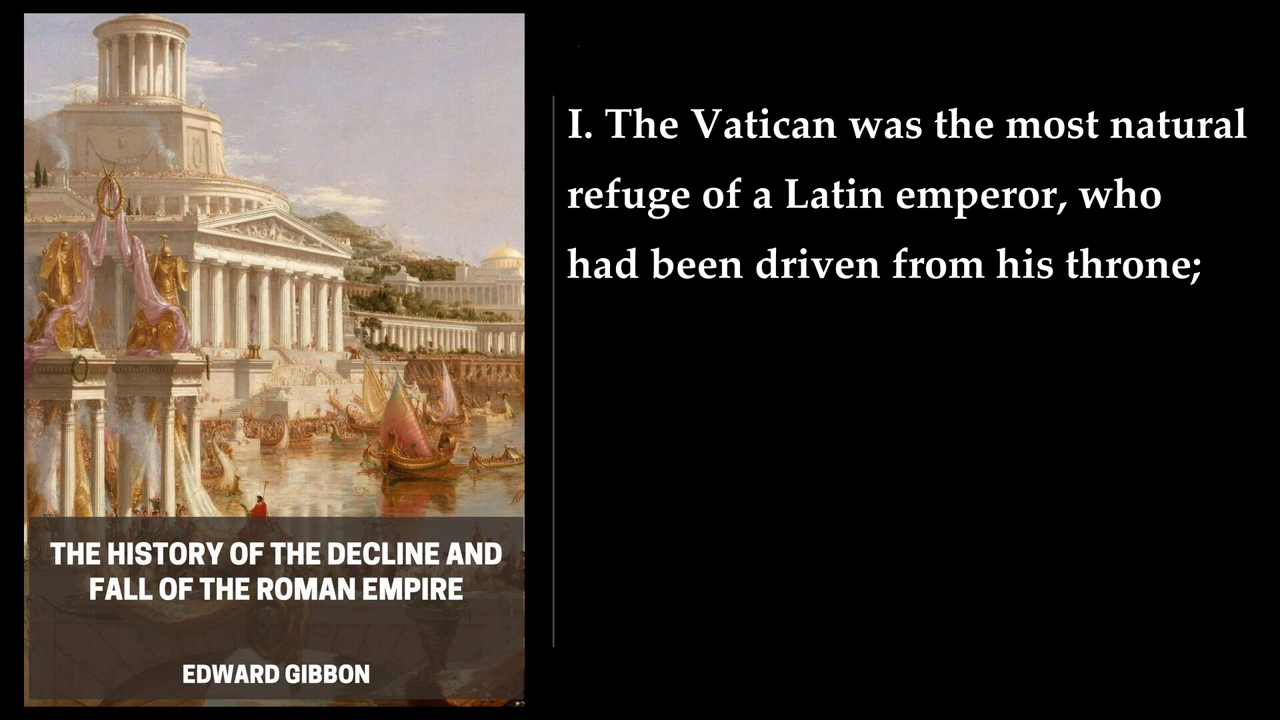 THE HISTORY OF THE DECLINE AND
FALL OF THE ROMAN EMPIRE
EDWARD GIBBON
I. The Vatican was the most natural
refuge of a Latin emperor, who
had been driven from his throne;